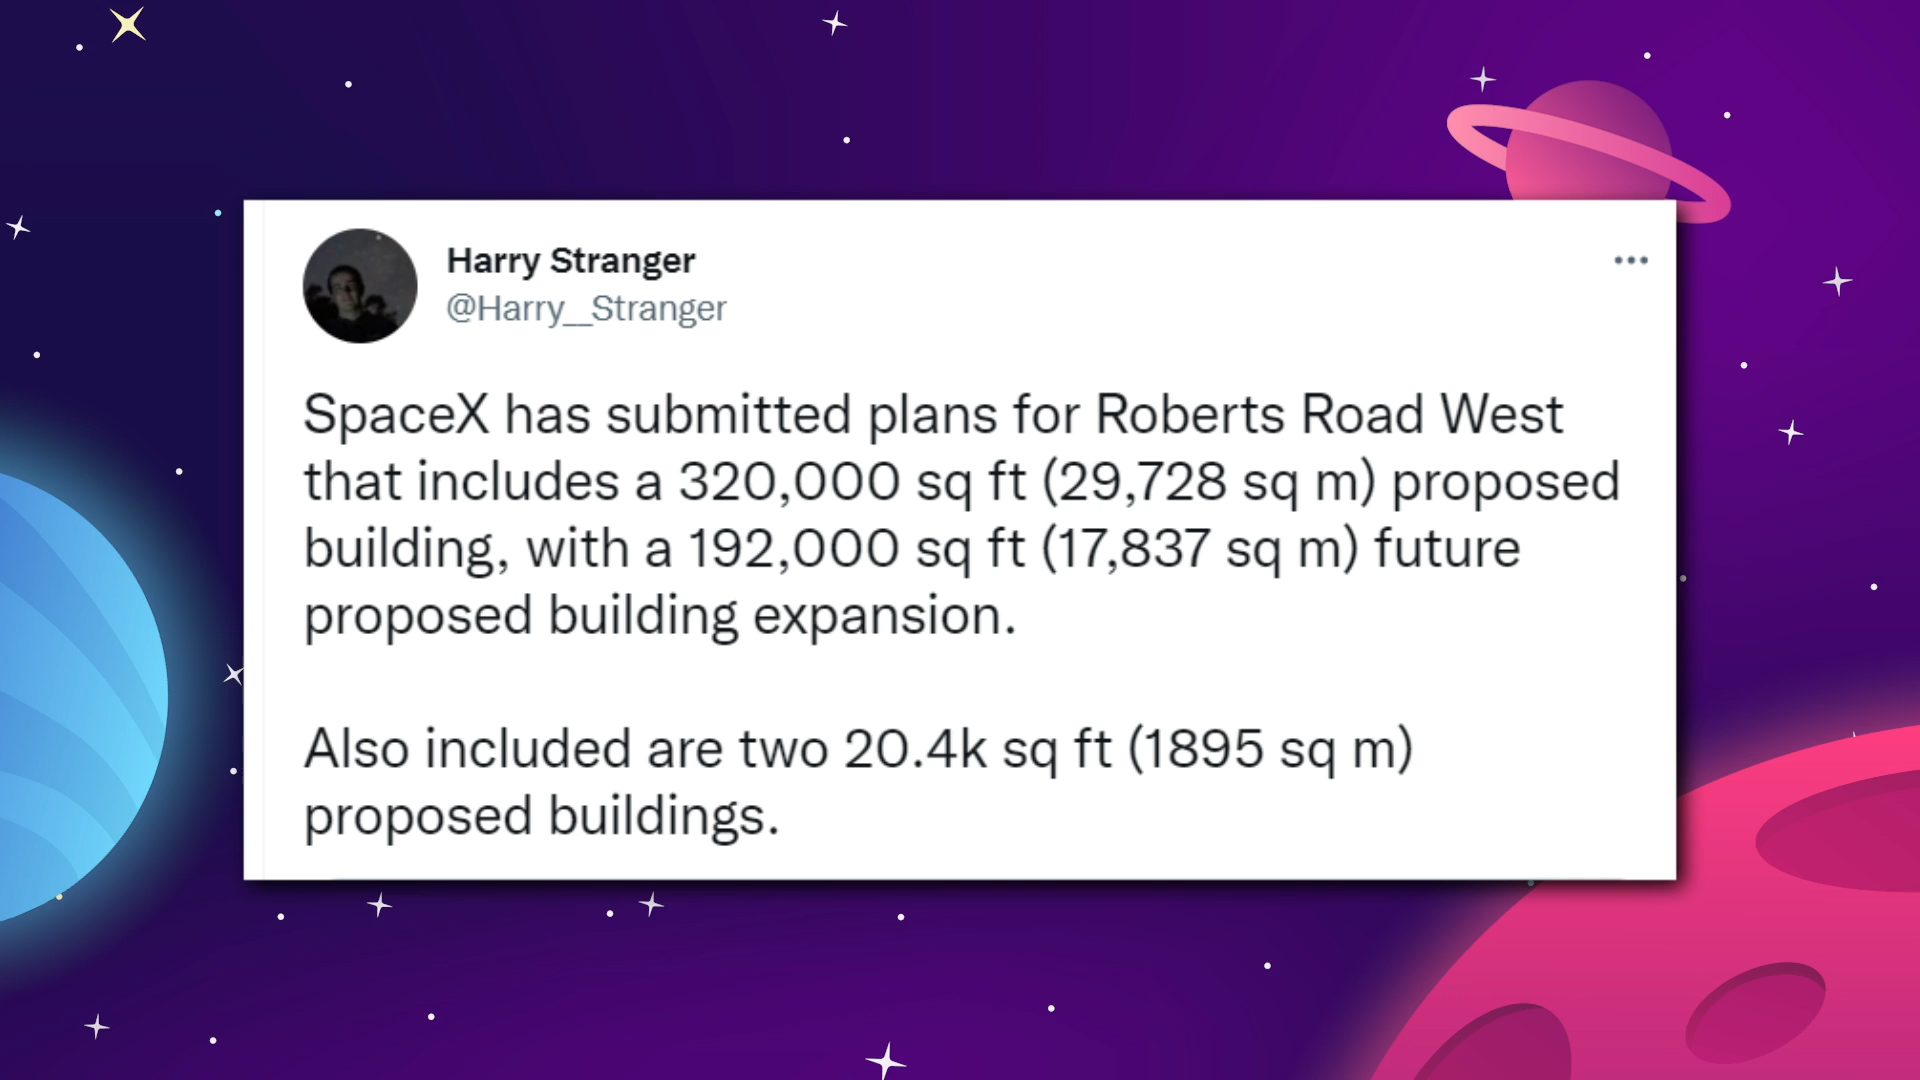 Harry Stranger
@Harry__Stranger
SpaceX has submitted plans for Roberts Road West
that includes a 320,000 sq ft (29,728 sq m) proposed
building, with a 192,000 sq ft (17,837 sq m) future
proposed building expansion.
Also included are two 20.4k sq ft (1895 sq m)
proposed buildings.